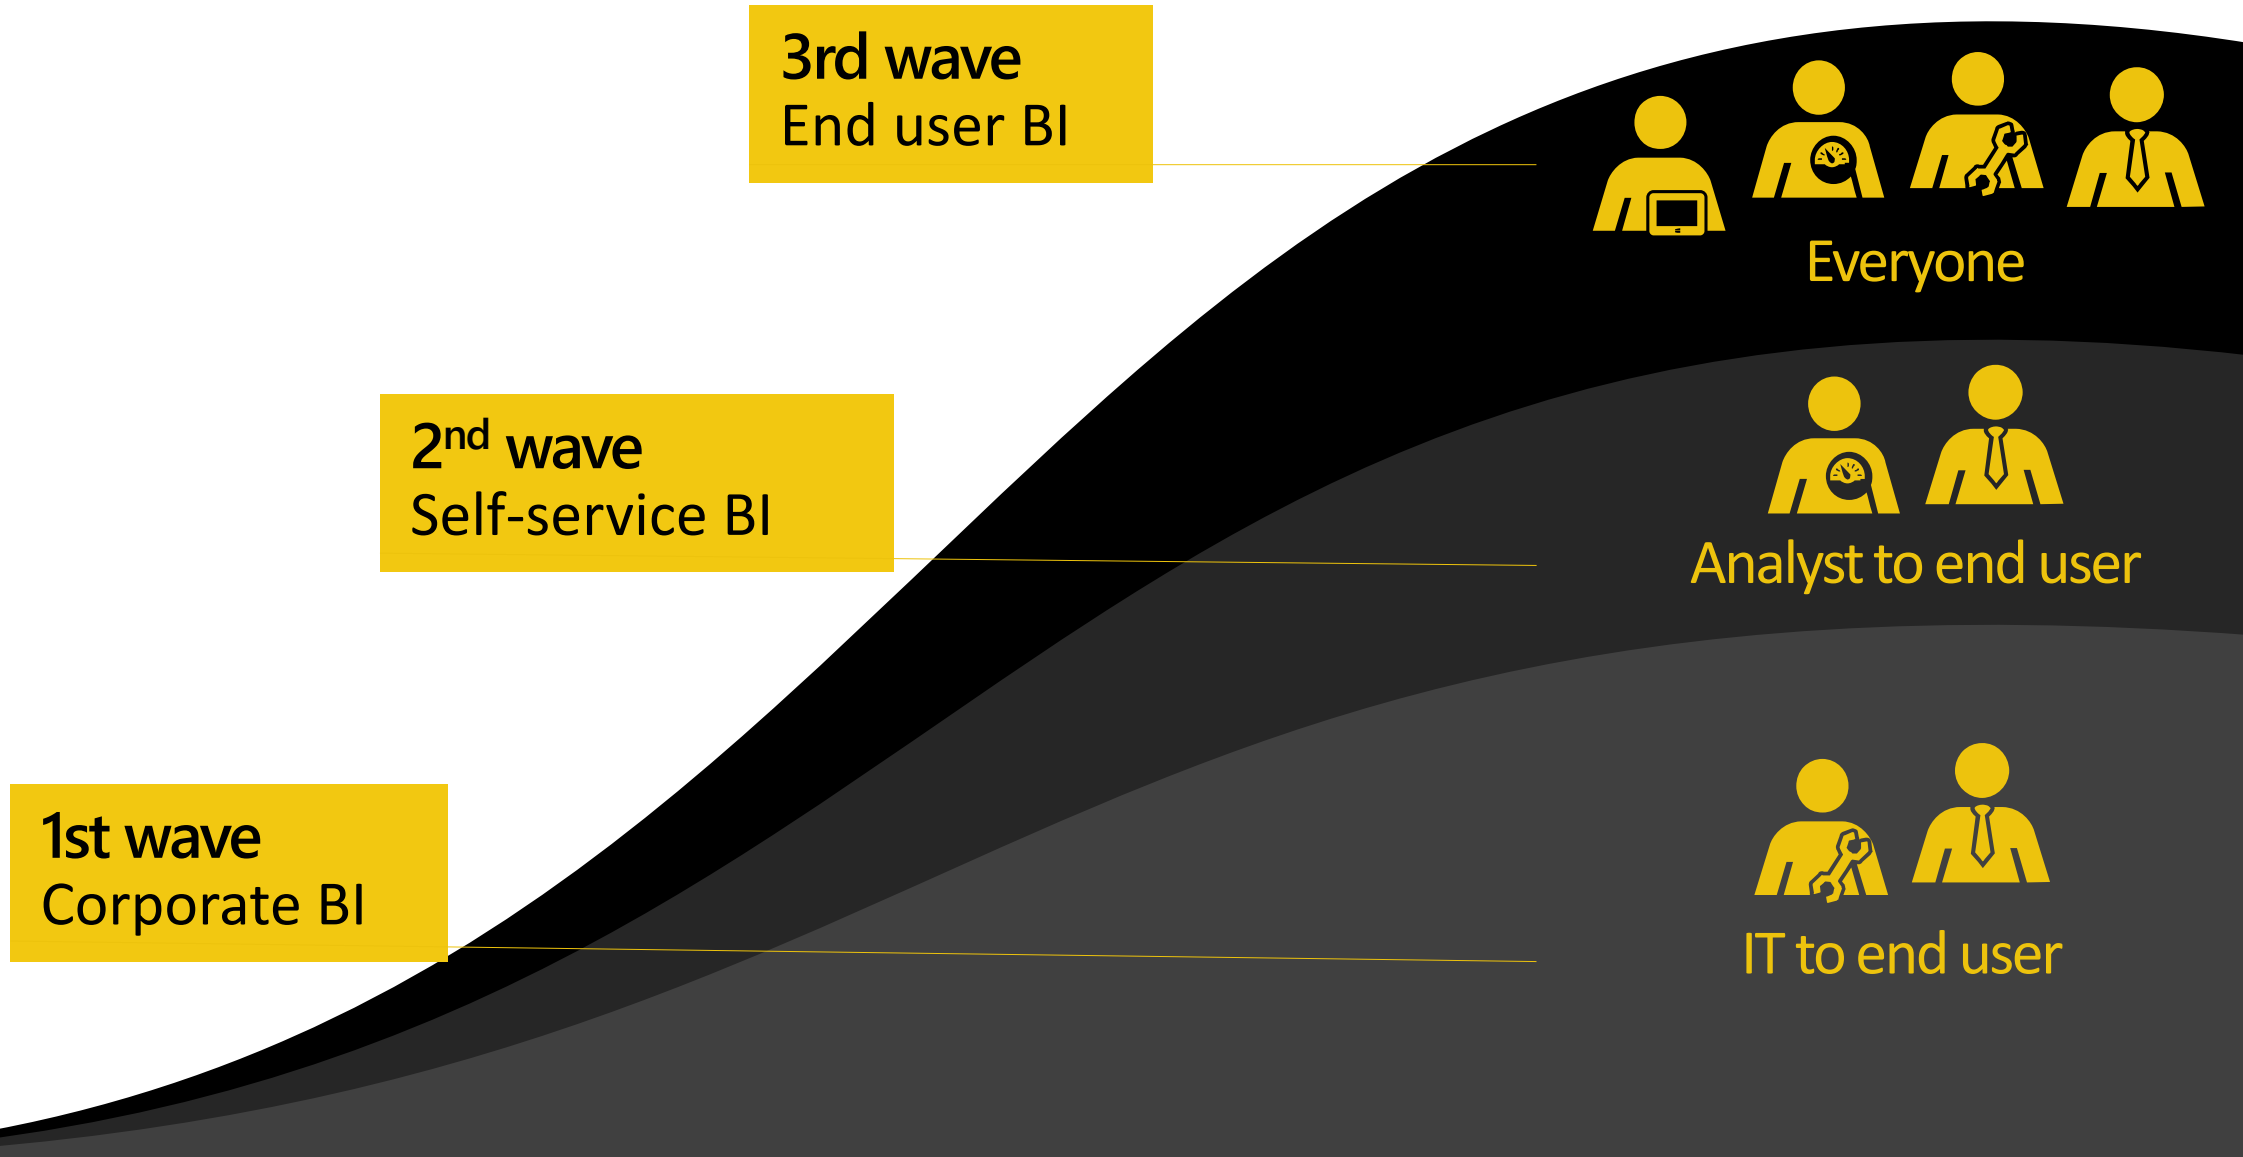 3rd wave
End user BI
Everyone
2nd wave
Self-service BI
Analyst to end user
1st wave
Corporate BI
IT to end user